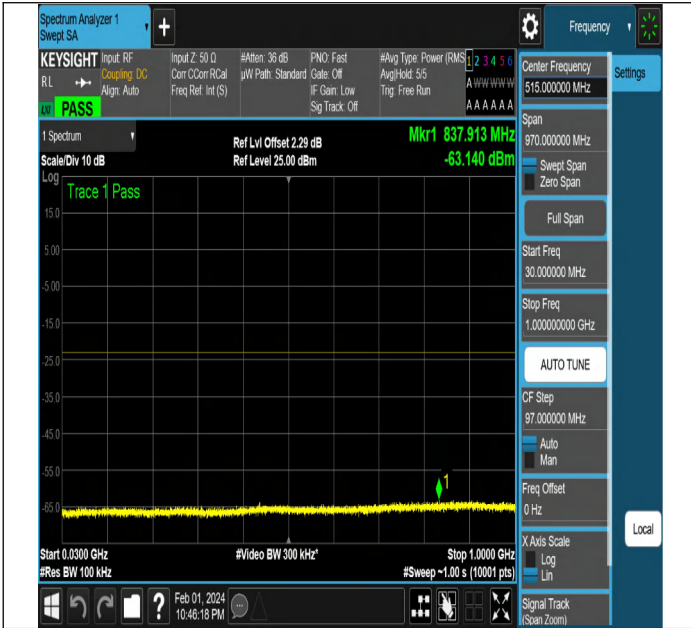 Spectrum Analyzer 1
Swept SA
+
Frequency
KEYSIGHT
RL
LXI
PASS
Input: RF
Coupling: DC
Align: Auto
Input Z: 50 Ω
Corr CCorr RCal
Freq Ref: Int (S)
#Atten: 36 dB
µW Path: Standard
PNO: Fast
Gate: Off
IF Gain: Low
Sig Track: Off
#Avg Type: Power (RMS
Avg|Hold: 5/5
Trig: Free Run
1 2 3 4 5 6
A W W W W W
A A A A A A
Center Frequency
515.000000 MHz
Settings
1 Spectrum
Scale/Div 10 dB
Ref Lvl Offset 2.29 dB
Ref Level 25.00 dBm
Mkr1 837.913 MHz
-63.140 dBm
Span
970.000000 MHz
Swept Span
Zero Span
Full Span
Start Freq
30.000000 MHz
Stop Freq
1.000000000 GHz
AUTO TUNE
CF Step
97.000000 MHz
Auto
Man
Freq Offset
0 Hz
X Axis Scale
Log
Lin
Signal Track
(Span Zoom)
Local
Log
Trace 1 Pass
15.0
5.00
-5.00
-15.0
-25.0
-35.0
-45.0
-55.0
-65.0
1
Start 0.0300 GHz
#Res BW 100 kHz
#Video BW 300 kHz*
Stop 1.0000 GHz
#Sweep ~1.00 s (10001 pts)
?
Feb 01, 2024
10:46:18 PM